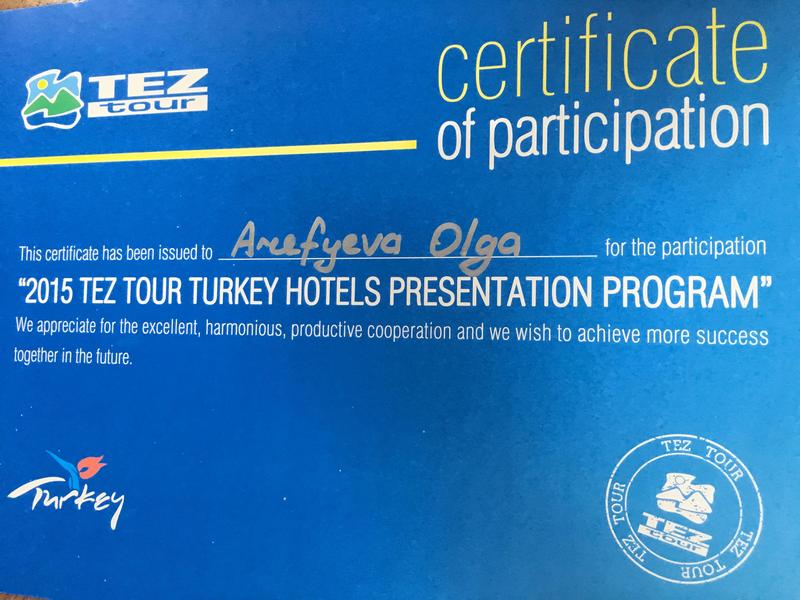 TEZ
tour
certificate
of participation
This certificate has been issued to Arefyeva Olga for the participation
"2015 TEZ TOUR TURKEY HOTELS PRESENTATION PROGRAM"
We appreciate for the excellent, harmonious, productive cooperation and we wish to achieve more success
together in the future.
Turkey
TEZ TOUR
TEZ TOUR
TEZ TOUR
TEZ
tour